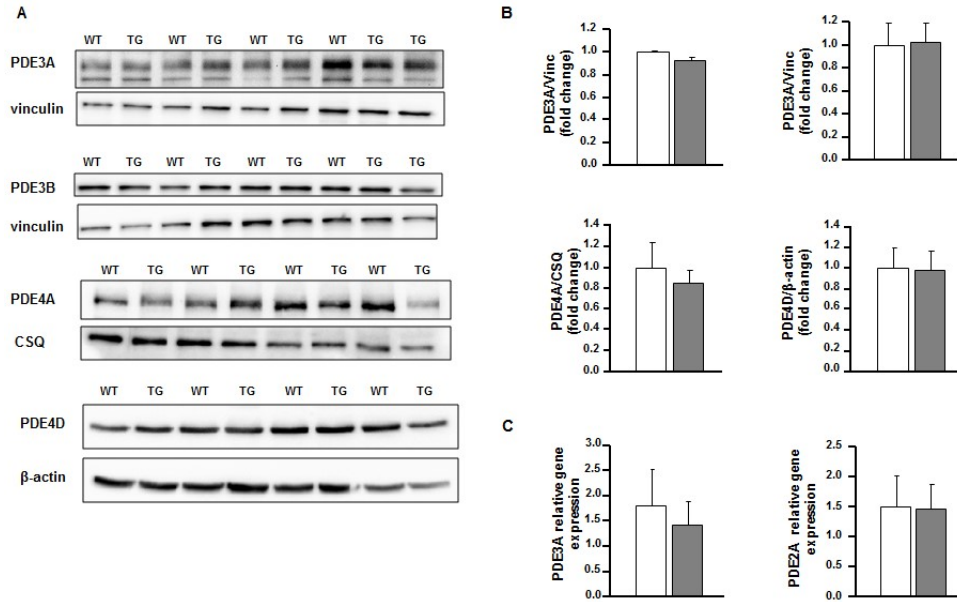 A
WT TG WT TG WT TG WT TG TG
PDE3A
vinculin
WT TG WT TG WT TG WT TG TG
PDE3B
vinculin
WT TG WT TG WT TG WT TG
PDE4A
CSQ
WT TG WT TG WT TG WT TG
PDE4D
β-actin
B
PDE3A/Vinc
(fold change)
1.2
1.0
0.8
0.6
0.4
0.2
0.0
PDE3A/Vinc
(fold change)
1.4
1.2
1.0
0.8
0.6
0.4
0.2
0.0
PDE4A/CSQ
(fold change)
1.4
1.2
1.0
0.8
0.6
0.4
0.2
0.0
PDE4D/β-actin
(fold change)
1.4
1.2
1.0
0.8
0.6
0.4
0.2
0.0
C
PDE3A relative gene
expression
3.0
2.5
2.0
1.5
1.0
0.5
0.0
PDE2A relative gene
expression
2.5
2.0
1.5
1.0
0.5
0.0